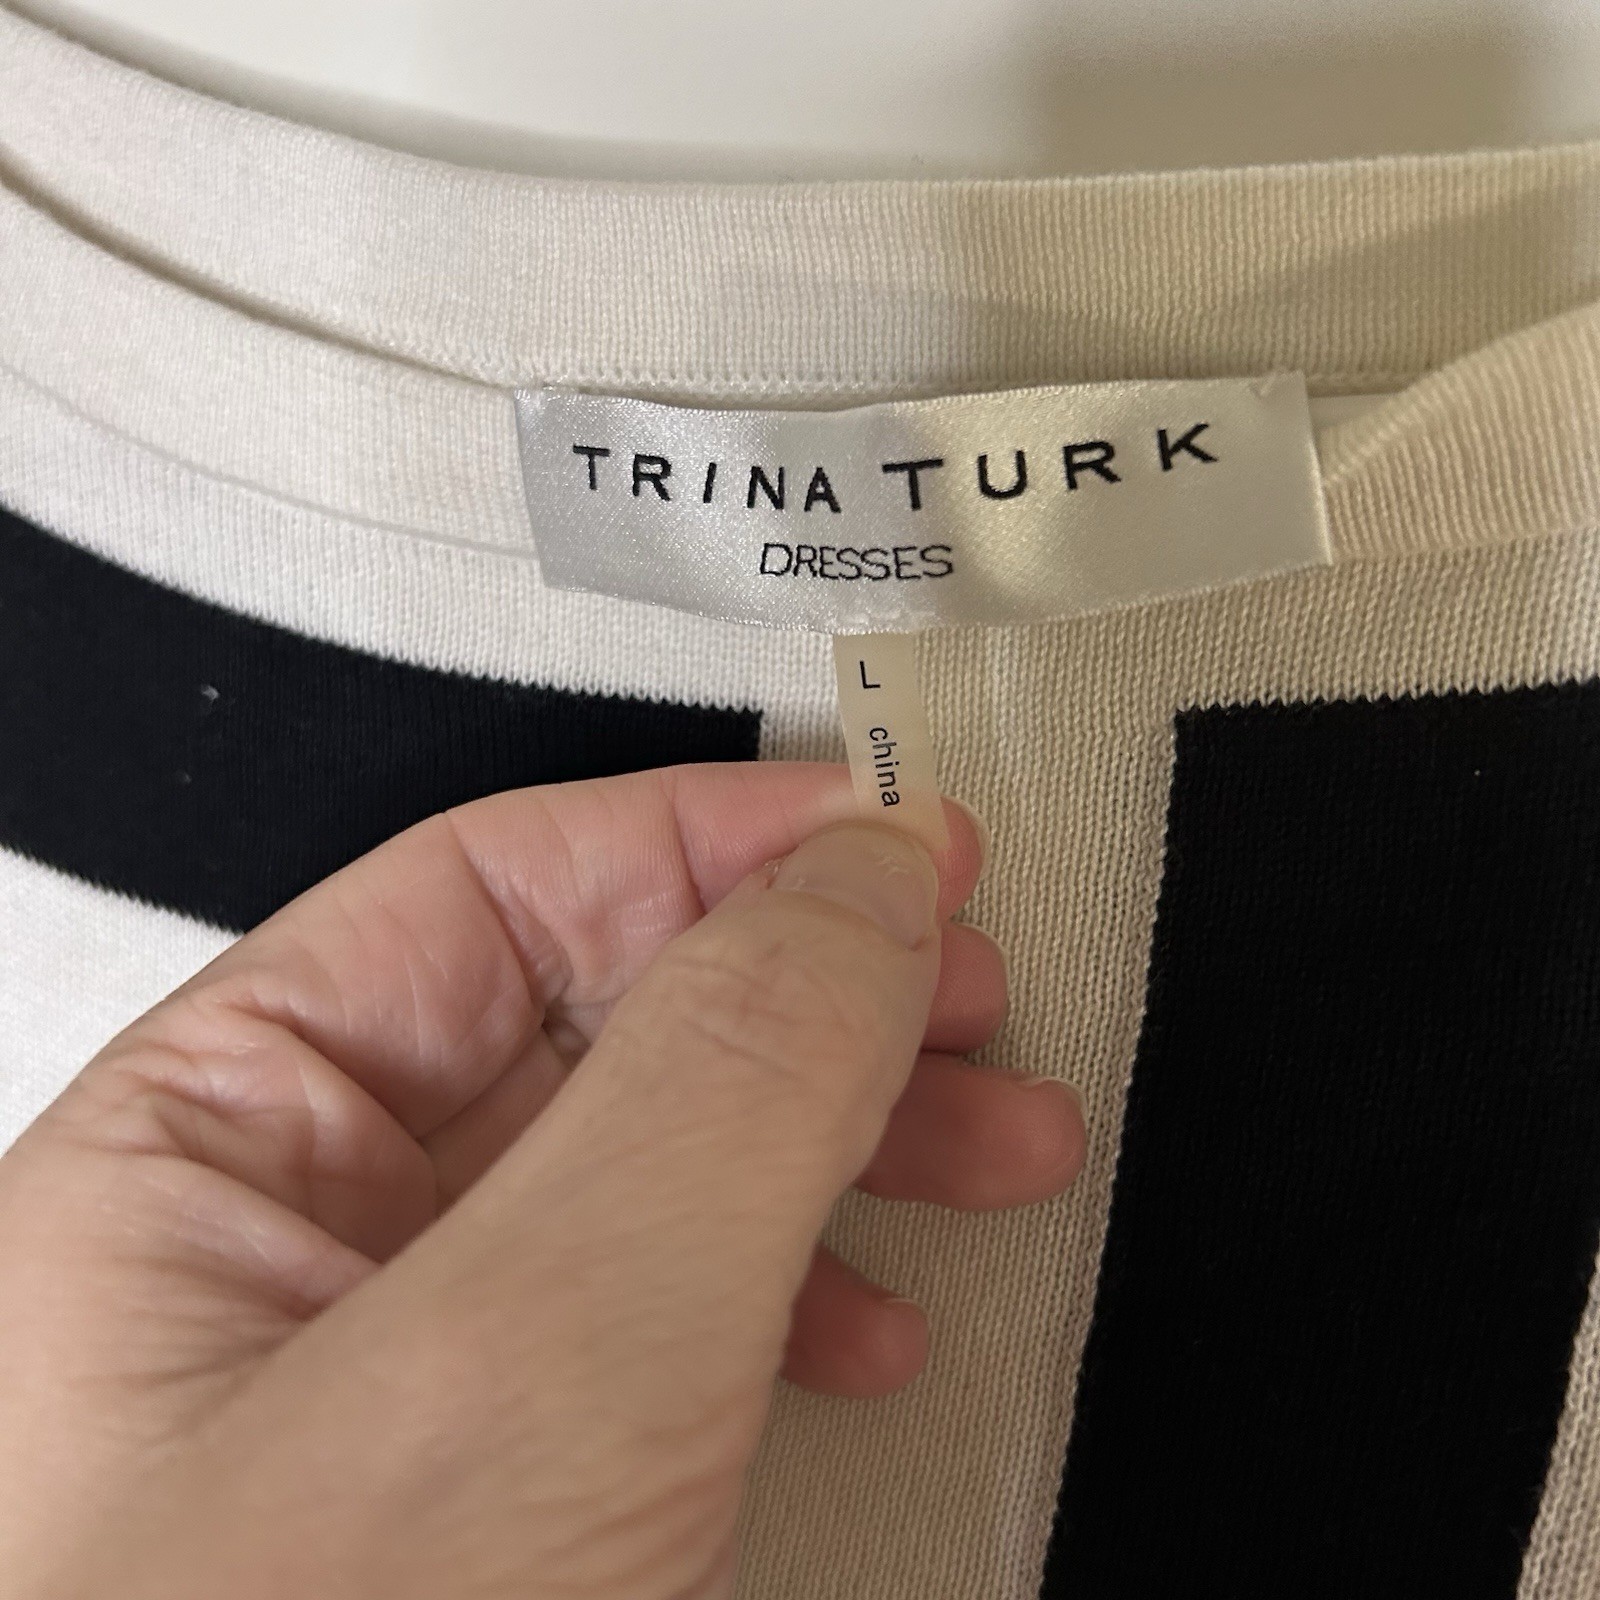 TRINA TURK
DRESSES
L
china